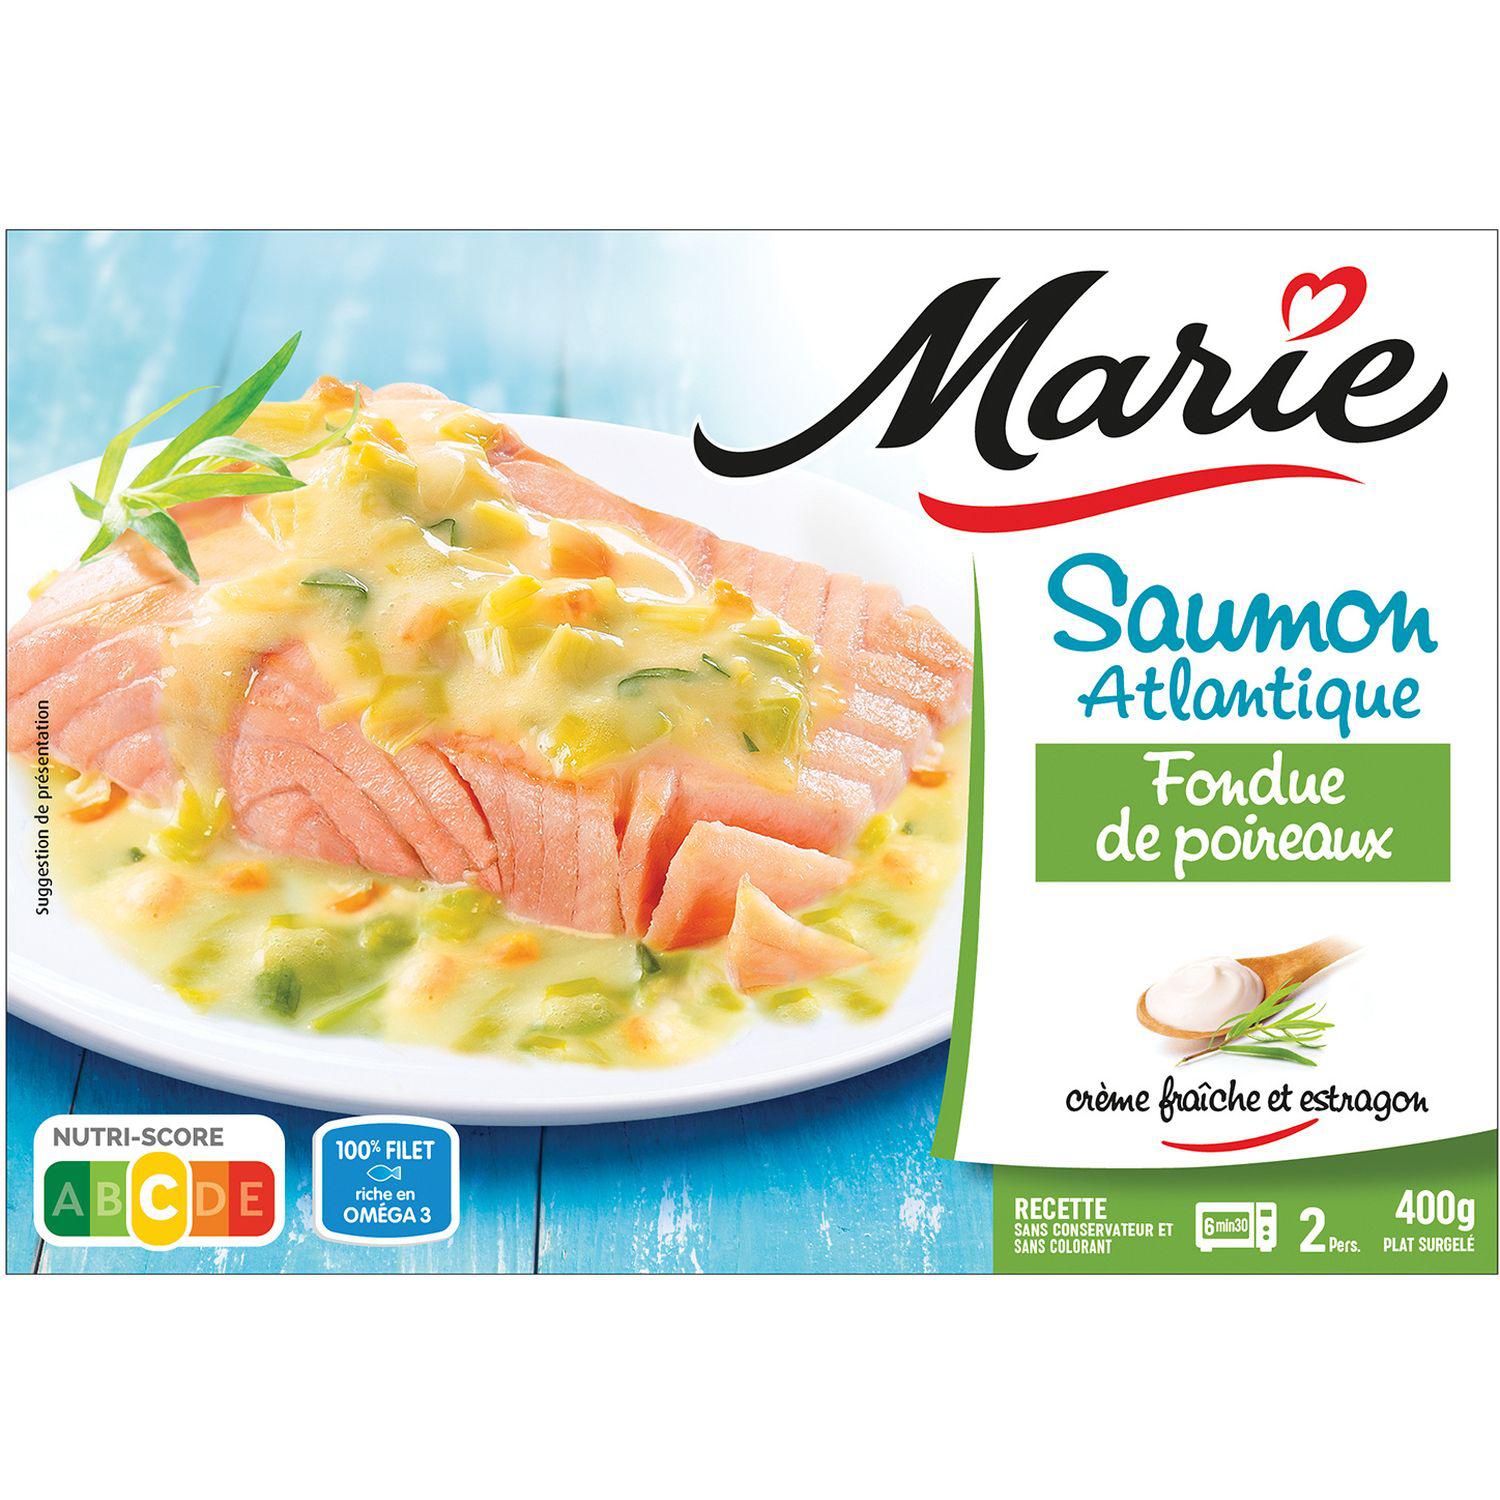 Marie
Saumon
Atlantique
Fondue
de poireaux
crème fraîche et estragon
Suggestion de présentation
NUTRI-SCORE
A B C D E
100% FILET
riche en
OMÉGA 3
RECETTE
SANS CONSERVATEUR ET
SANS COLORANT
6min30
2 Pers.
400g
PLAT SURGELÉ